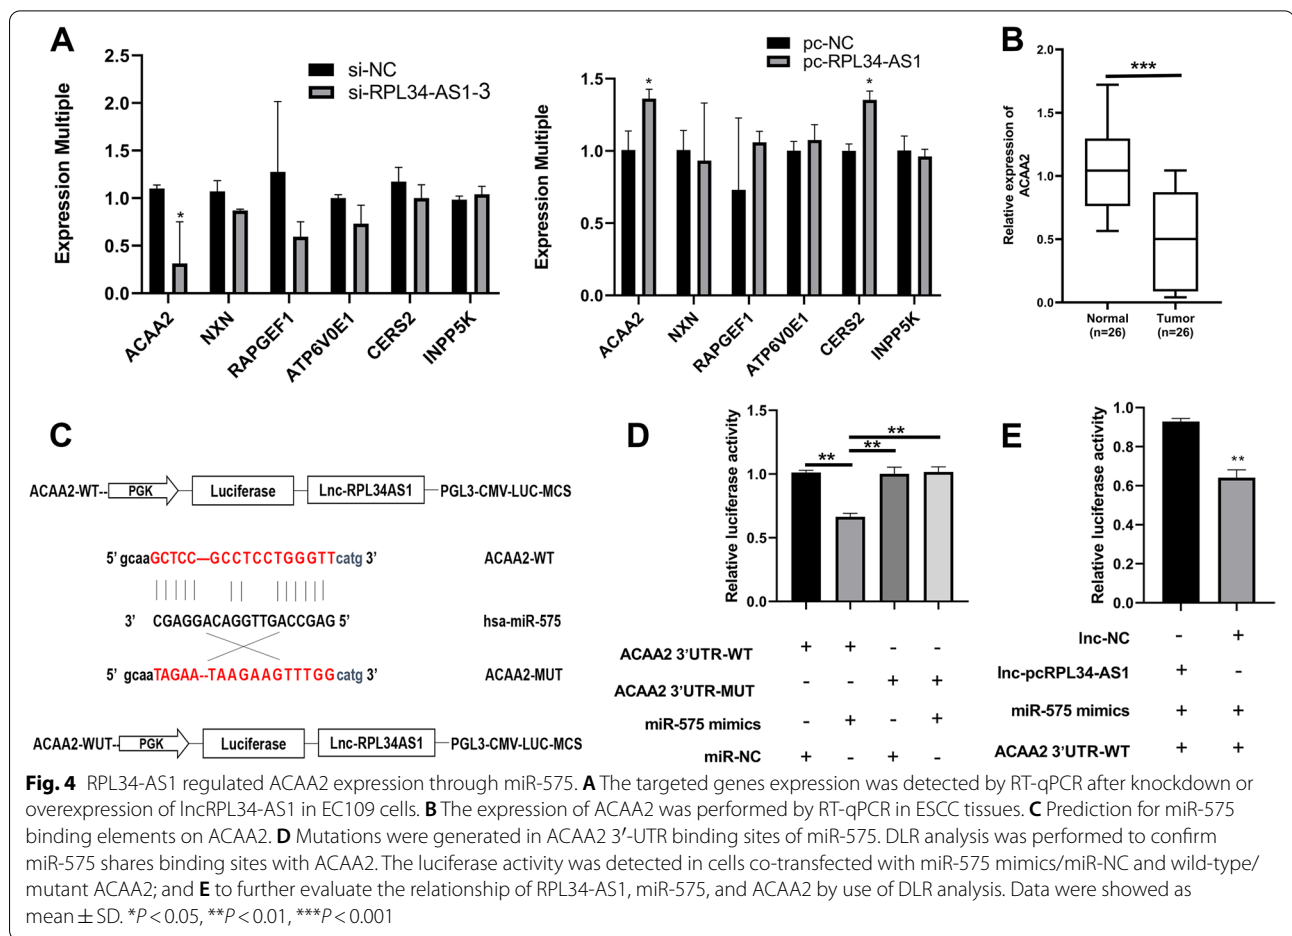 A
2.5
2.0
1.5
1.0
0.5
0.0
Expression Multiple
si-NC
si-RPL34-AS1-3
*
ACAA2
NXN
RAPGEF1
ATP6V0E1
CERS2
INPP5K
pc-NC
pc-RPL34-AS1
1.5
1.0
0.5
0.0
Expression Multiple
*
*
ACAA2
NXN
RAPGEF1
ATP6V0E1
CERS2
INPP5K
B
2.0
1.5
1.0
0.5
0.0
Relative expression of
ACAA2
***
Normal
(n=26)
Tumor
(n=26)
C
ACAA2-WT-- PGK Luciferase Lnc-RPL34AS1 PGL3-CMV-LUC-MCS
5' gcaaGCTCC—GCCTCCTGGGTTcatg 3' ACAA2-WT
3' CGAGGACAGGTTGACCGAG 5' hsa-miR-575
5' gcaaTAGAA--TAAGAAGTTTGGcatg 3' ACAA2-MUT
ACAA2-WUT-- PGK Luciferase Lnc-RPL34AS1 PGL3-CMV-LUC-MCS
D
1.5
1.0
0.5
0.0
Relative luciferase activity
**
**
**
ACAA2 3'UTR-WT + + - -
ACAA2 3'UTR-MUT - - + +
miR-575 mimics - + - +
miR-NC + - + -
E
1.0
0.8
0.6
0.4
0.2
0.0
Relative luciferase activity
**
lnc-NC - +
lnc-pcRPL34-AS1 + -
miR-575 mimics + +
ACAA2 3'UTR-WT + +
Fig. 4 RPL34-AS1 regulated ACAA2 expression through miR-575. A The targeted genes expression was detected by RT-qPCR after knockdown or
overexpression of lncRPL34-AS1 in EC109 cells. B The expression of ACAA2 was performed by RT-qPCR in ESCC tissues. C Prediction for miR-575
binding elements on ACAA2. D Mutations were generated in ACAA2 3′-UTR binding sites of miR-575. DLR analysis was performed to confirm
miR-575 shares binding sites with ACAA2. The luciferase activity was detected in cells co-transfected with miR-575 mimics/miR-NC and wild-type/
mutant ACAA2; and E to further evaluate the relationship of RPL34-AS1, miR-575, and ACAA2 by use of DLR analysis. Data were showed as
mean ± SD. *P < 0.05, **P < 0.01, ***P < 0.001